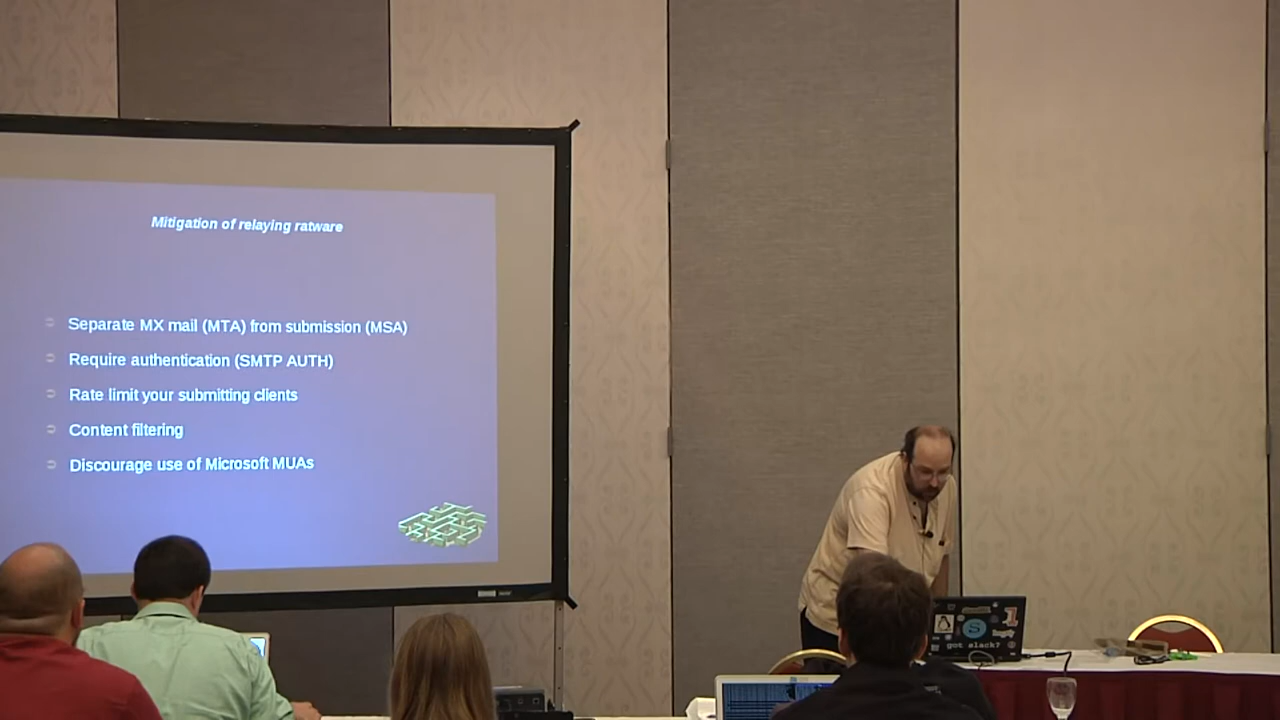 Mitigation of relaying ratware
Separate MX mail (MTA) from submission (MSA)
Require authentication (SMTP AUTH)
Rate limit your submitting clients
Content filtering
Discourage use of Microsoft MUAs
S
1
got slack?